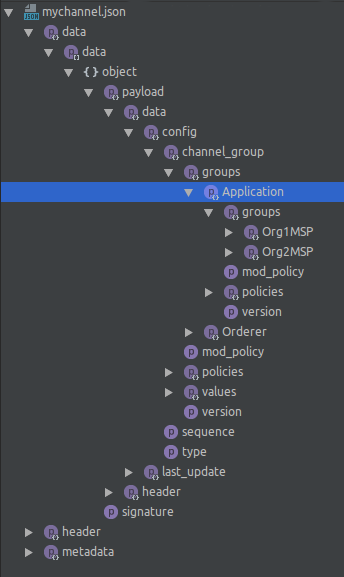 mychannel.json
data
data
object
payload
data
config
channel_group
groups
Application
groups
Org1MSP
Org2MSP
mod_policy
policies
version
Orderer
mod_policy
policies
values
version
sequence
type
last_update
header
signature
header
metadata